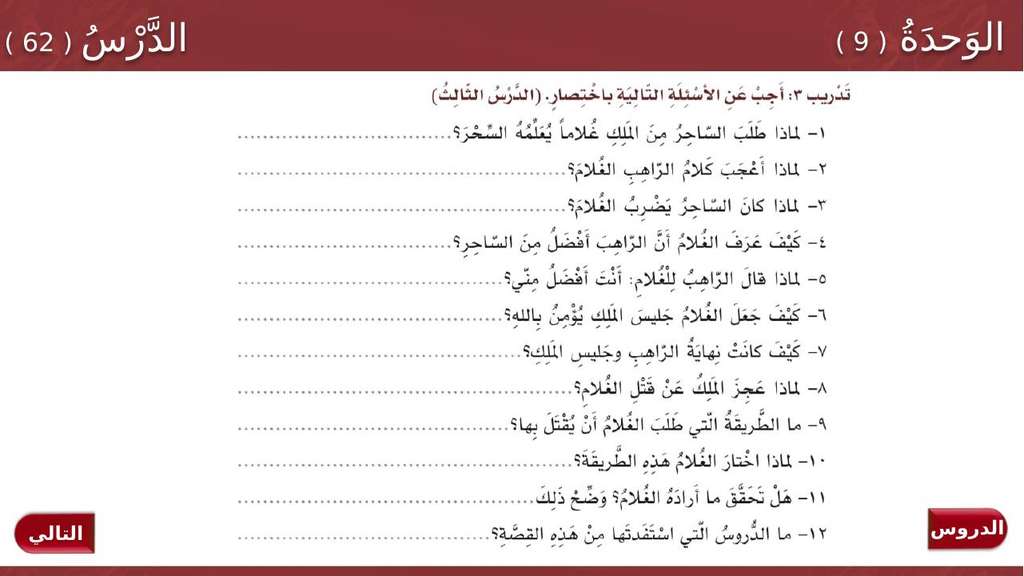 الوَحدَةُ ( 9 )
الدَّرْسُ ( 62 )
تَدْريب ٣: أَجِبْ عَنِ الأسْئِلَةِ التّالِيَةِ باخْتِصارٍ. (الدَّرْسُ الثّالِثُ)
١- لماذا طَلَبَ السّاحِرُ مِنَ المَلِكِ غُلاماً يُعَلِّمُهُ السِّحْرَ؟
٢- لماذا أَعْجَبَ كَلامُ الرّاهِبِ الغُلامَ؟
٣- لماذا كانَ السّاحِرُ يَضْرِبُ الغُلامَ؟
٤- كَيْفَ عَرَفَ الغُلامُ أَنَّ الرّاهِبَ أَفْضَلُ مِنَ السّاحِرِ؟
٥- لماذا قالَ الرّاهِبُ لِلْغُلامِ: أَنْتَ أَفْضَلُ مِنّي؟
٦- كَيْفَ جَعَلَ الغُلامُ جَليسَ المَلِكِ يُؤْمِنُ بِاللهِ؟
٧- كَيْفَ كانَتْ نِهايَةُ الرّاهِبِ وجَليسِ المَلِكِ؟
٨- لماذا عَجِزَ المَلِكُ عَنْ قَتْلِ الغُلامِ؟
٩- ما الطَّريقَةُ الّتي طَلَبَ الغُلامُ أَنْ يُقْتَلَ بِها؟
١٠- لماذا اخْتارَ الغُلامُ هَذِهِ الطَّريقَةَ؟
١١- هَلْ تَحَقَّقَ ما أَرادَهُ الغُلامُ؟ وَضِّحْ ذَلِكَ
١٢- ما الدُّروسُ الّتي اسْتَفَدتَها مِنْ هَذِهِ القِصَّةِ؟
الدروس
التالي